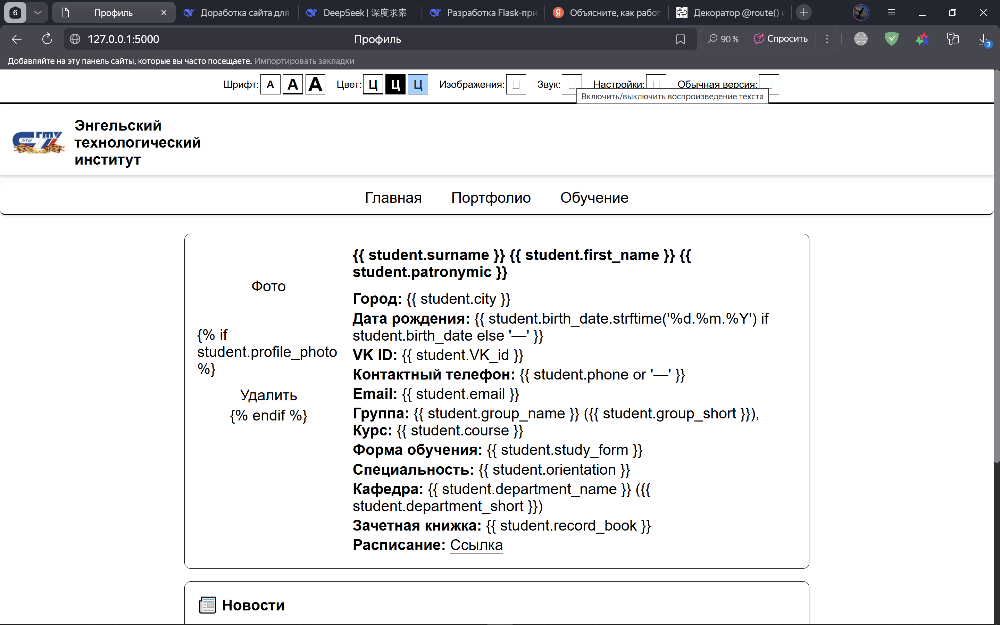 6
Профиль
Доработка сайта для
DeepSeek | 深度求索
Разработка Flask-при
Я Объясните, как работ
Декоратор @route() и
127.0.0.1:5000
Профиль
90 %
Спросить
3
Добавляйте на эту панель сайты, которые вы часто посещаете. Импортировать закладки
Шрифт: А А А Цвет: Ц Ц Ц Изображения: Звук: Настройки: Обычная версия:
Включить/выключить воспроизведение текста
гту
эти
Энгельский
технологический
институт
Главная Портфолио Обучение
Фото
{% if
student.profile_photo
%}
Удалить
{% endif %}
{{ student.surname }} {{ student.first_name }} {{
student.patronymic }}
Город: {{ student.city }}
Дата рождения: {{ student.birth_date.strftime('%d.%m.%Y') if
student.birth_date else '—' }}
VK ID: {{ student.VK_id }}
Контактный телефон: {{ student.phone or '—' }}
Email: {{ student.email }}
Группа: {{ student.group_name }} ({{ student.group_short }}),
Курс: {{ student.course }}
Форма обучения: {{ student.study_form }}
Специальность: {{ student.orientation }}
Кафедра: {{ student.department_name }} ({{
student.department_short }})
Зачетная книжка: {{ student.record_book }}
Расписание: Ссылка
Новости